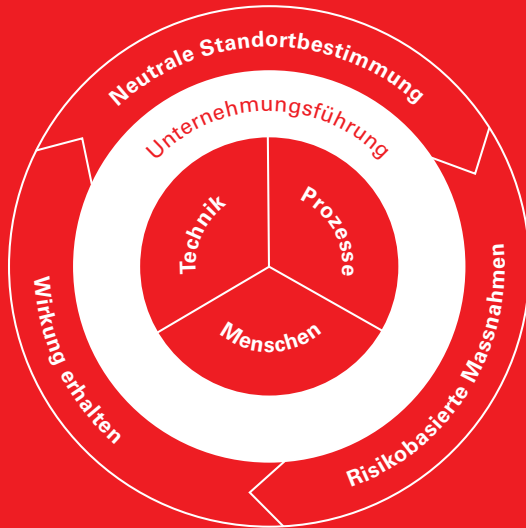 Neutrale Standortbestimmung
Unternehmungsführung
Technik
Prozesse
Menschen
Wirkung erhalten
Risikobasierte Massnahmen